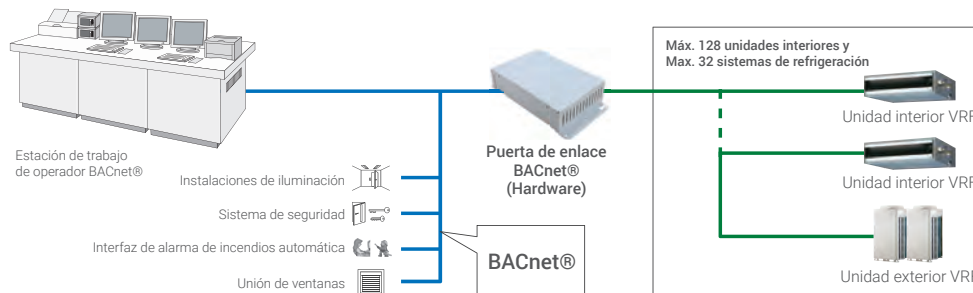 Máx. 128 unidades interiores y
Max. 32 sistemas de refrigeración
Unidad interior VRF
Estación de trabajo
de operador BACnet®
Puerta de enlace
BACnet®
(Hardware)
Instalaciones de iluminación
Unidad interior VRF
Sistema de seguridad
Interfaz de alarma de incendios automática
BACnet®
Unión de ventanas
Unidad exterior VRF